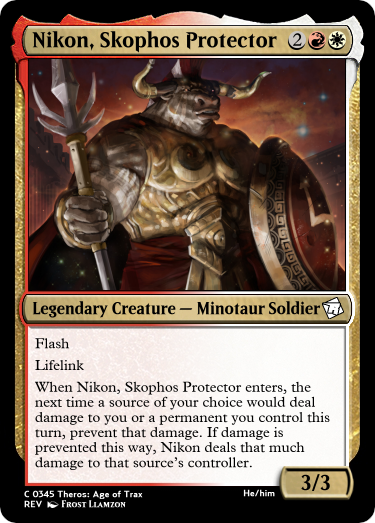 Nikon, Skophos Protector 2
Legendary Creature — Minotaur Soldier
Flash
Lifelink
When Nikon, Skophos Protector enters, the
next time a source of your choice would deal
damage to you or a permanent you control this
turn, prevent that damage. If damage is
prevented this way, Nikon deals that much
damage to that source's controller.
3/3
C 0345 Theros: Age of Trax He/him
REV Frost Llamzon